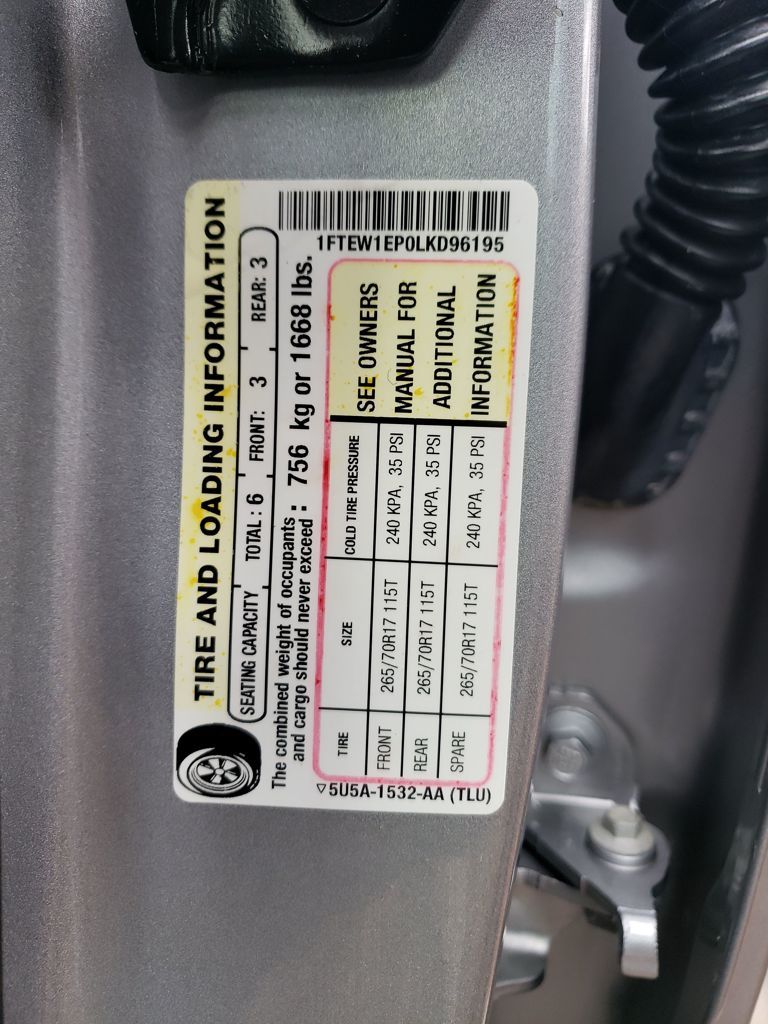 TIRE AND LOADING INFORMATION
SEATING CAPACITY TOTAL : 6 FRONT: 3 REAR: 3
The combined weight of occupants
and cargo should never exceed : 756 kg or 1668 lbs.
TIRE SIZE COLD TIRE PRESSURE
FRONT 265/70R17 115T 240 KPA, 35 PSI
REAR 265/70R17 115T 240 KPA, 35 PSI
SPARE 265/70R17 115T 240 KPA, 35 PSI
SEE OWNERS
MANUAL FOR
ADDITIONAL
INFORMATION
5U5A-1532-AA (TLU)
1FTEW1EP0LKD96195